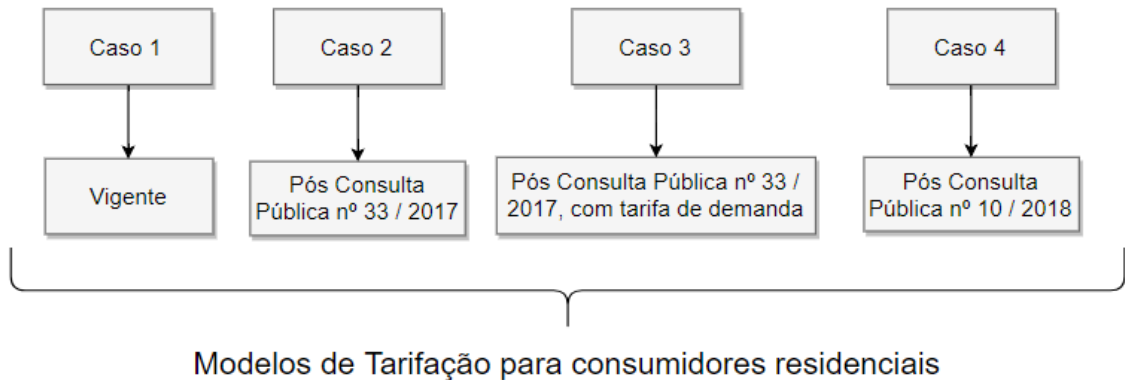 Caso 1
Caso 2
Caso 3
Caso 4
Vigente
Pós Consulta
Pública nº 33 / 2017
Pós Consulta Pública nº 33 /
2017, com tarifa de demanda
Pós Consulta
Pública nº 10 / 2018
Modelos de Tarifação para consumidores residenciais